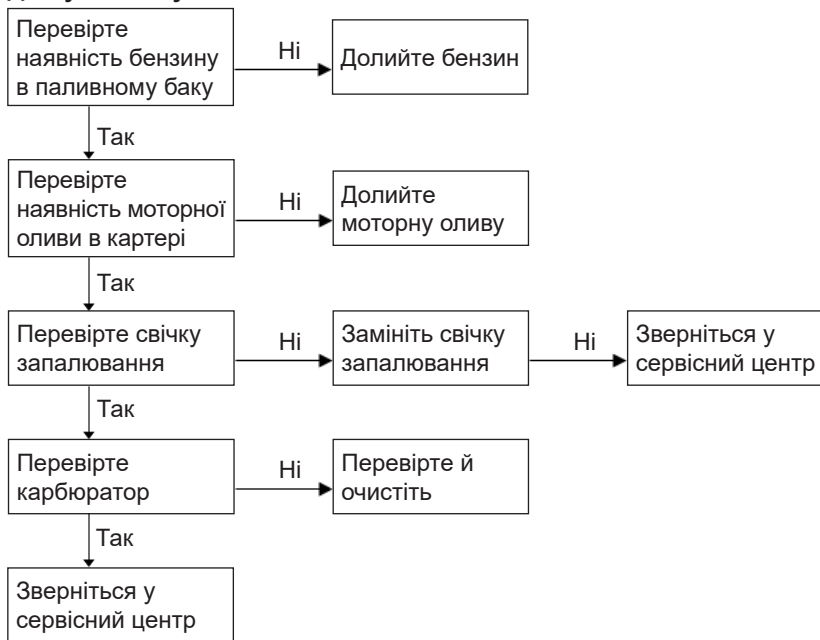 Перевірте
наявність бензину
в паливному баку
Ні
Долийте бензин
Так
Перевірте
наявність моторної
оливи в картері
Ні
Долийте
моторну оливу
Так
Перевірте свічку
запалювання
Ні
Замініть свічку
запалювання
Ні
Зверніться у
сервісний центр
Так
Перевірте
карбюратор
Ні
Перевірте й
очистіть
Так
Зверніться у
сервісний центр